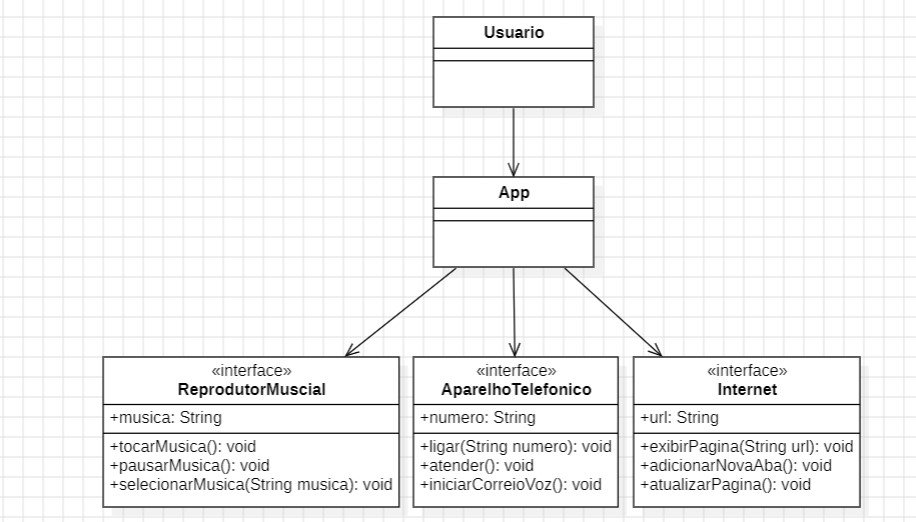 Usuario
App
«interface»
ReprodutorMuscial
+musica: String
+tocarMusica(): void
+pausarMusica(): void
+selecionarMusica(String musica): void
«interface»
AparelhoTelefonico
+numero: String
+ligar(String numero): void
+atender(): void
+iniciarCorreioVoz(): void
«interface»
Internet
+url: String
+exibirPagina(String url): void
+adicionarNovaAba(): void
+atualizarPagina(): void